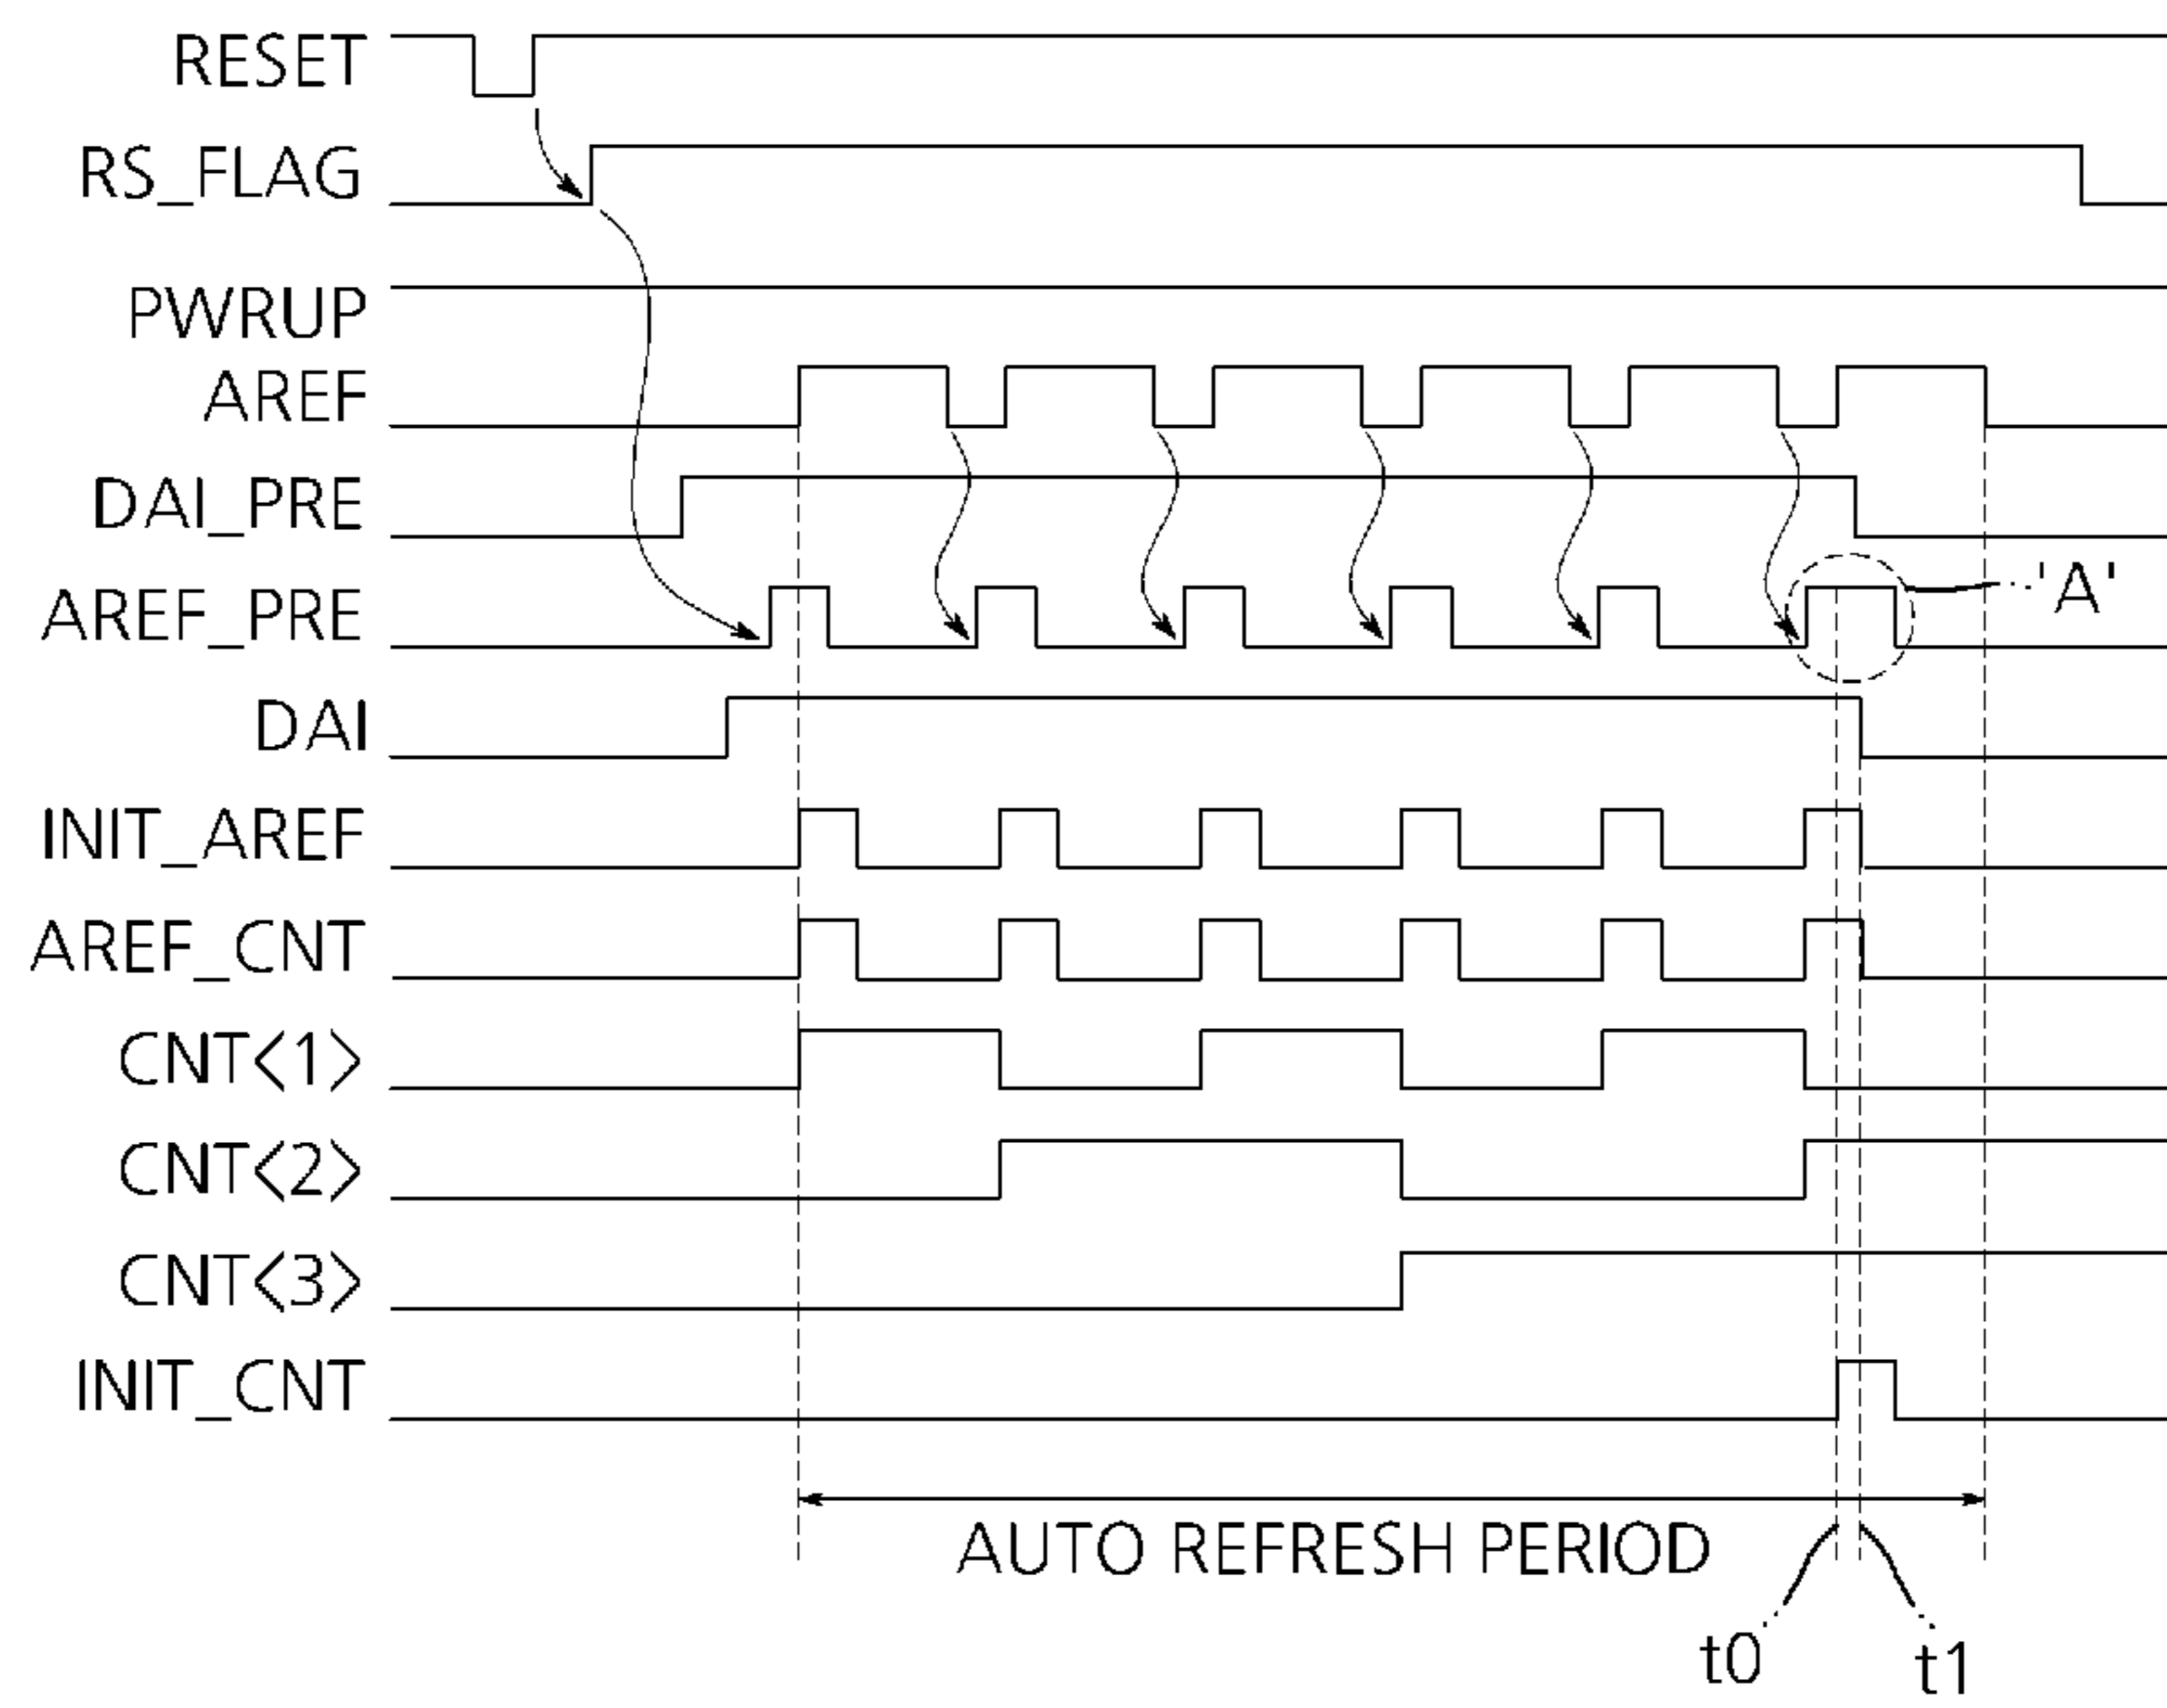 RESET
RS_FLAG
PWRUP
AREF
DAI_PRE
AREF_PRE
'A'
DAI
INIT_AREF
AREF_CNT
CNT<1>
CNT<2>
CNT<3>
INIT_CNT
AUTO REFRESH PERIOD
t0
t1